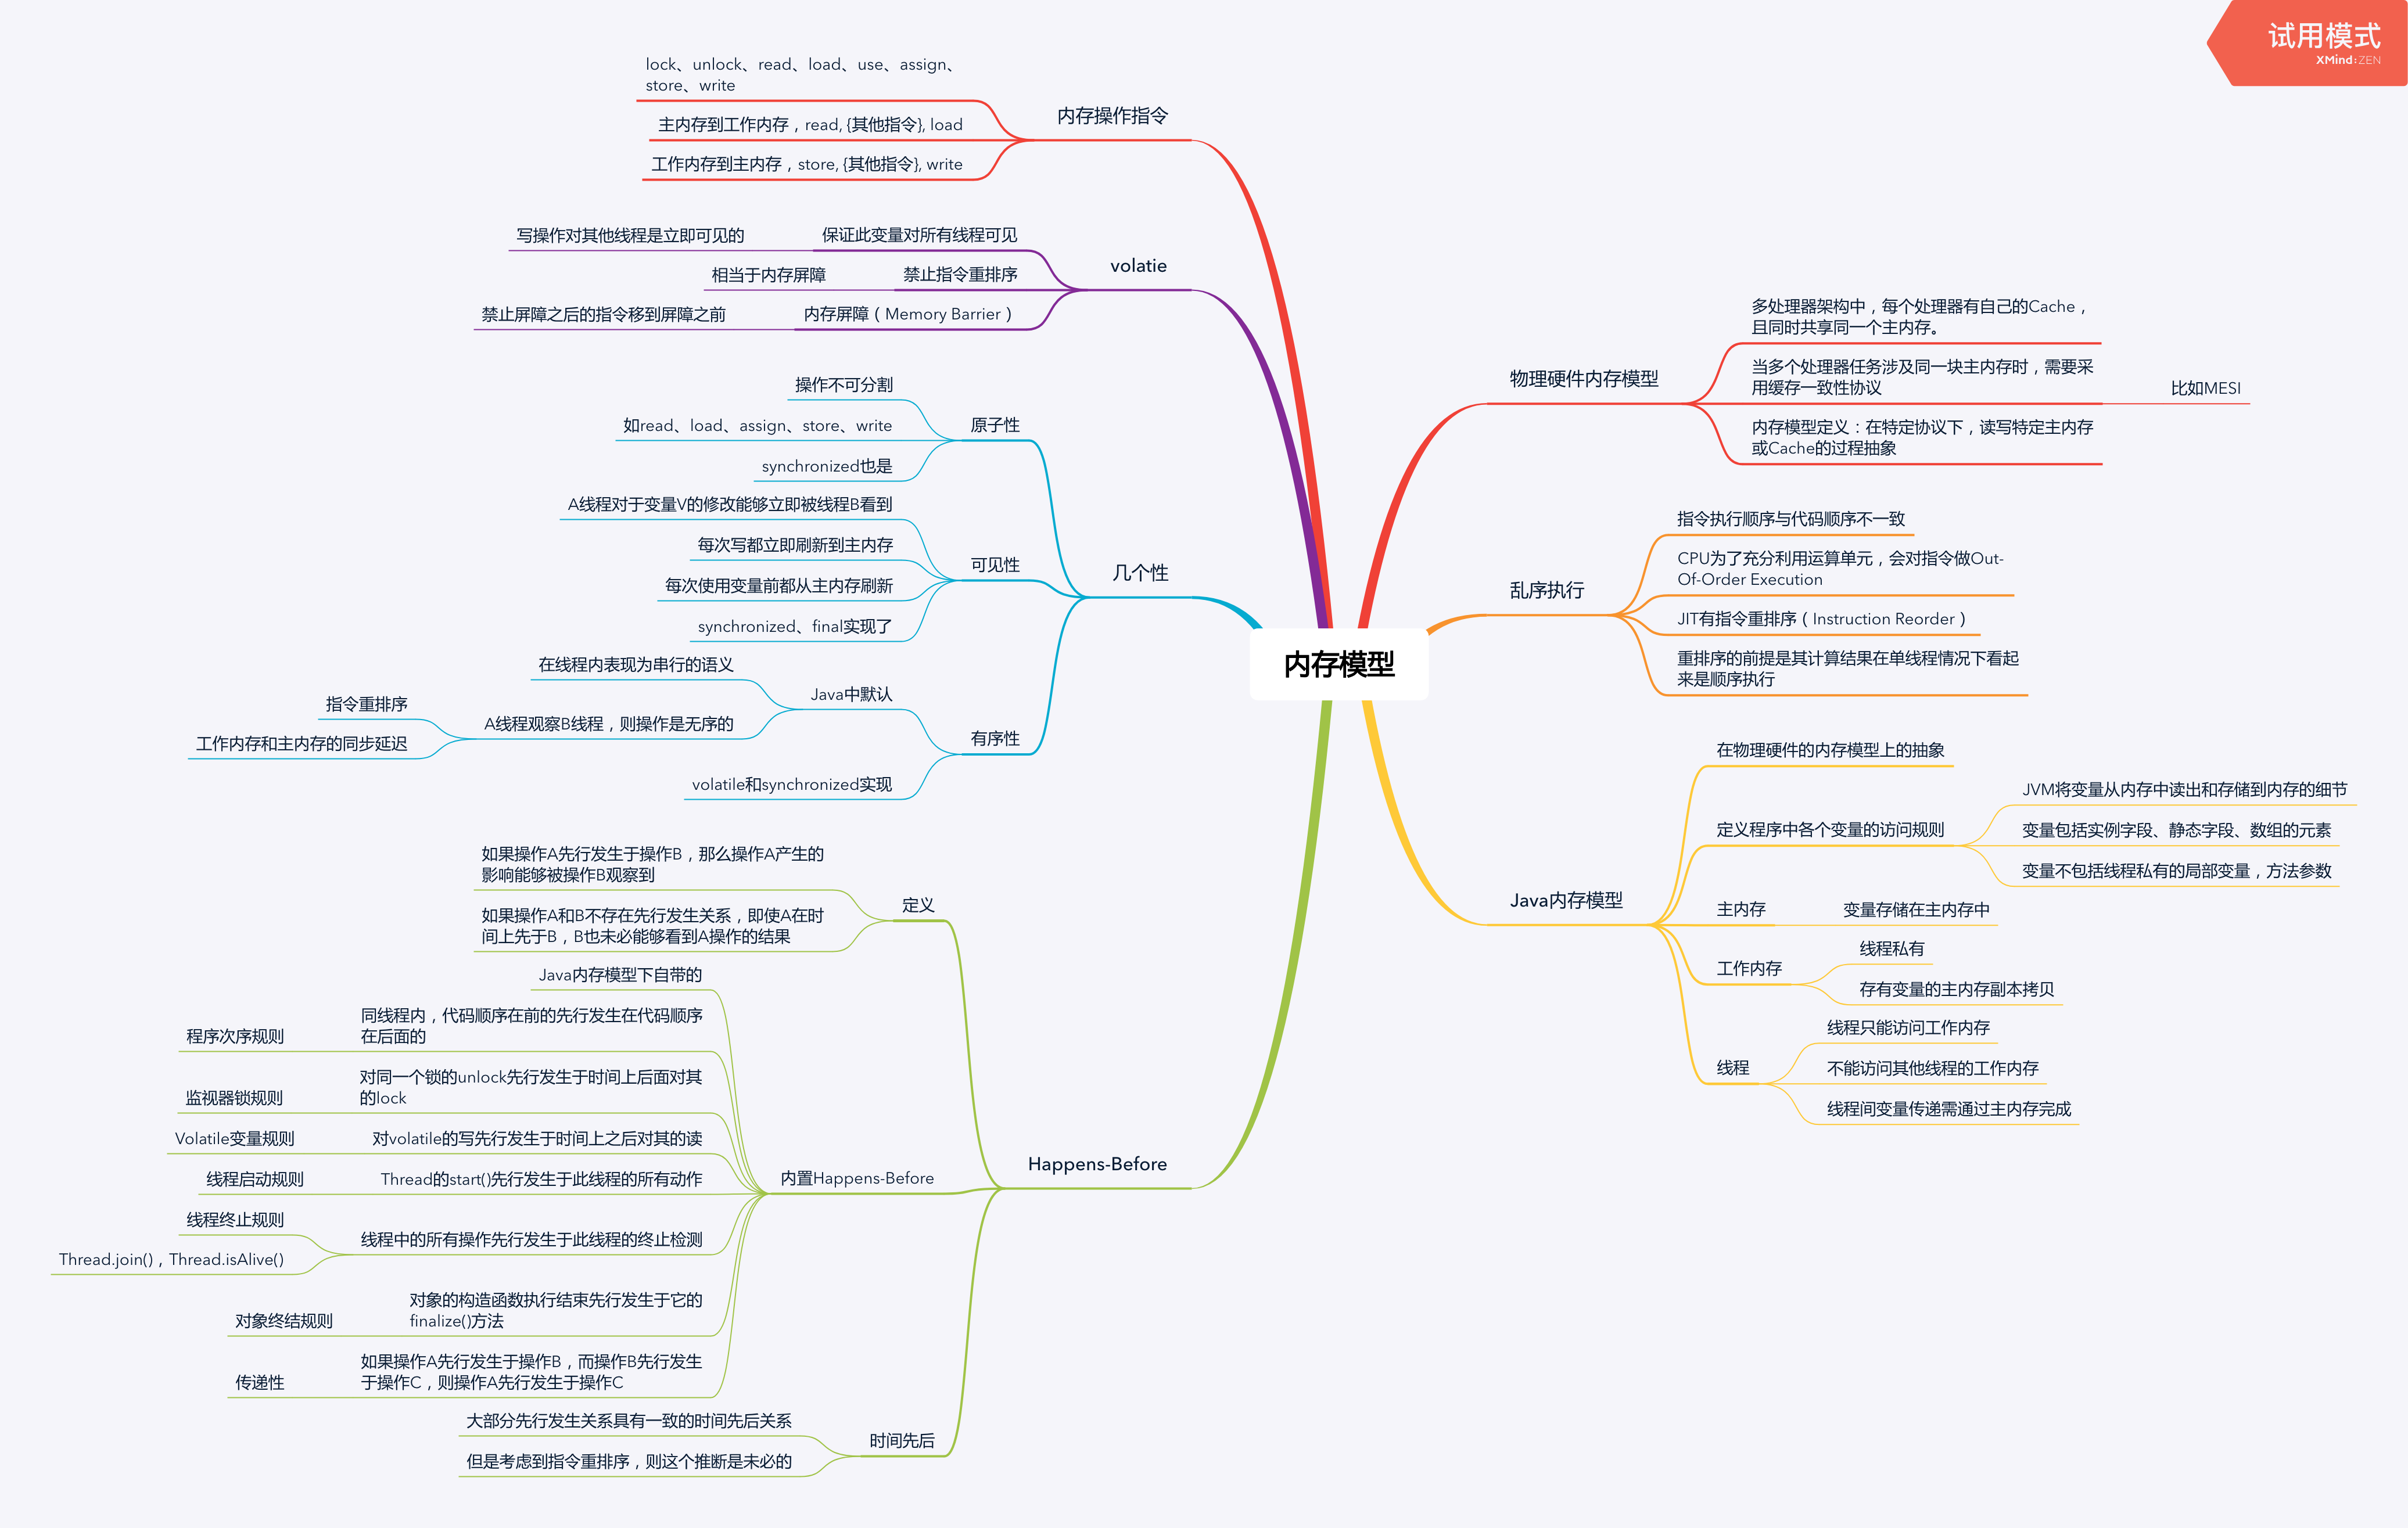 试用模式
XMind:ZEN
内存模型
物理硬件内存模型
多处理器架构中，每个处理器有自己的Cache，
且同时共享同一个主内存。
当多个处理器任务涉及同一块主内存时，需要采
用缓存一致性协议
比如MESI
内存模型定义：在特定协议下，读写特定主内存
或Cache的过程抽象
乱序执行
指令执行顺序与代码顺序不一致
CPU为了充分利用运算单元，会对指令做Out-
Of-Order Execution
JIT有指令重排序（Instruction Reorder）
重排序的前提是其计算结果在单线程情况下看起
来是顺序执行
Java内存模型
在物理硬件的内存模型上的抽象
定义程序中各个变量的访问规则
JVM将变量从内存中读出和存储到内存的细节
变量包括实例字段、静态字段、数组的元素
变量不包括线程私有的局部变量，方法参数
主内存
变量存储在主内存中
工作内存
线程私有
存有变量的主内存副本拷贝
线程
线程只能访问工作内存
不能访问其他线程的工作内存
线程间变量传递需通过主内存完成
内存操作指令
lock、unlock、read、load、use、assign、
store、write
主内存到工作内存，read, {其他指令}, load
工作内存到主内存，store, {其他指令}, write
volatie
保证此变量对所有线程可见
写操作对其他线程是立即可见的
禁止指令重排序
相当于内存屏障
内存屏障（Memory Barrier）
禁止屏障之后的指令移到屏障之前
几个性
原子性
操作不可分割
如read、load、assign、store、write
synchronized也是
可见性
A线程对于变量V的修改能够立即被线程B看到
每次写都立即刷新到主内存
每次使用变量前都从主内存刷新
synchronized、final实现了
有序性
Java中默认
在线程内表现为串行的语义
A线程观察B线程，则操作是无序的
指令重排序
工作内存和主内存的同步延迟
volatile和synchronized实现
Happens-Before
定义
如果操作A先行发生于操作B，那么操作A产生的
影响能够被操作B观察到
如果操作A和B不存在先行发生关系，即使A在时
间上先于B，B也未必能够看到A操作的结果
内置Happens-Before
Java内存模型下自带的
同线程内，代码顺序在前的先行发生在代码顺序
在后面的
程序次序规则
对同一个锁的unlock先行发生于时间上后面对其
的lock
监视器锁规则
对volatile的写先行发生于时间上之后对其的读
Volatile变量规则
Thread的start()先行发生于此线程的所有动作
线程启动规则
线程中的所有操作先行发生于此线程的终止检测
线程终止规则
Thread.join()，Thread.isAlive()
对象的构造函数执行结束先行发生于它的
finalize()方法
对象终结规则
如果操作A先行发生于操作B，而操作B先行发生
于操作C，则操作A先行发生于操作C
传递性
时间先后
大部分先行发生关系具有一致的时间先后关系
但是考虑到指令重排序，则这个推断是未必的